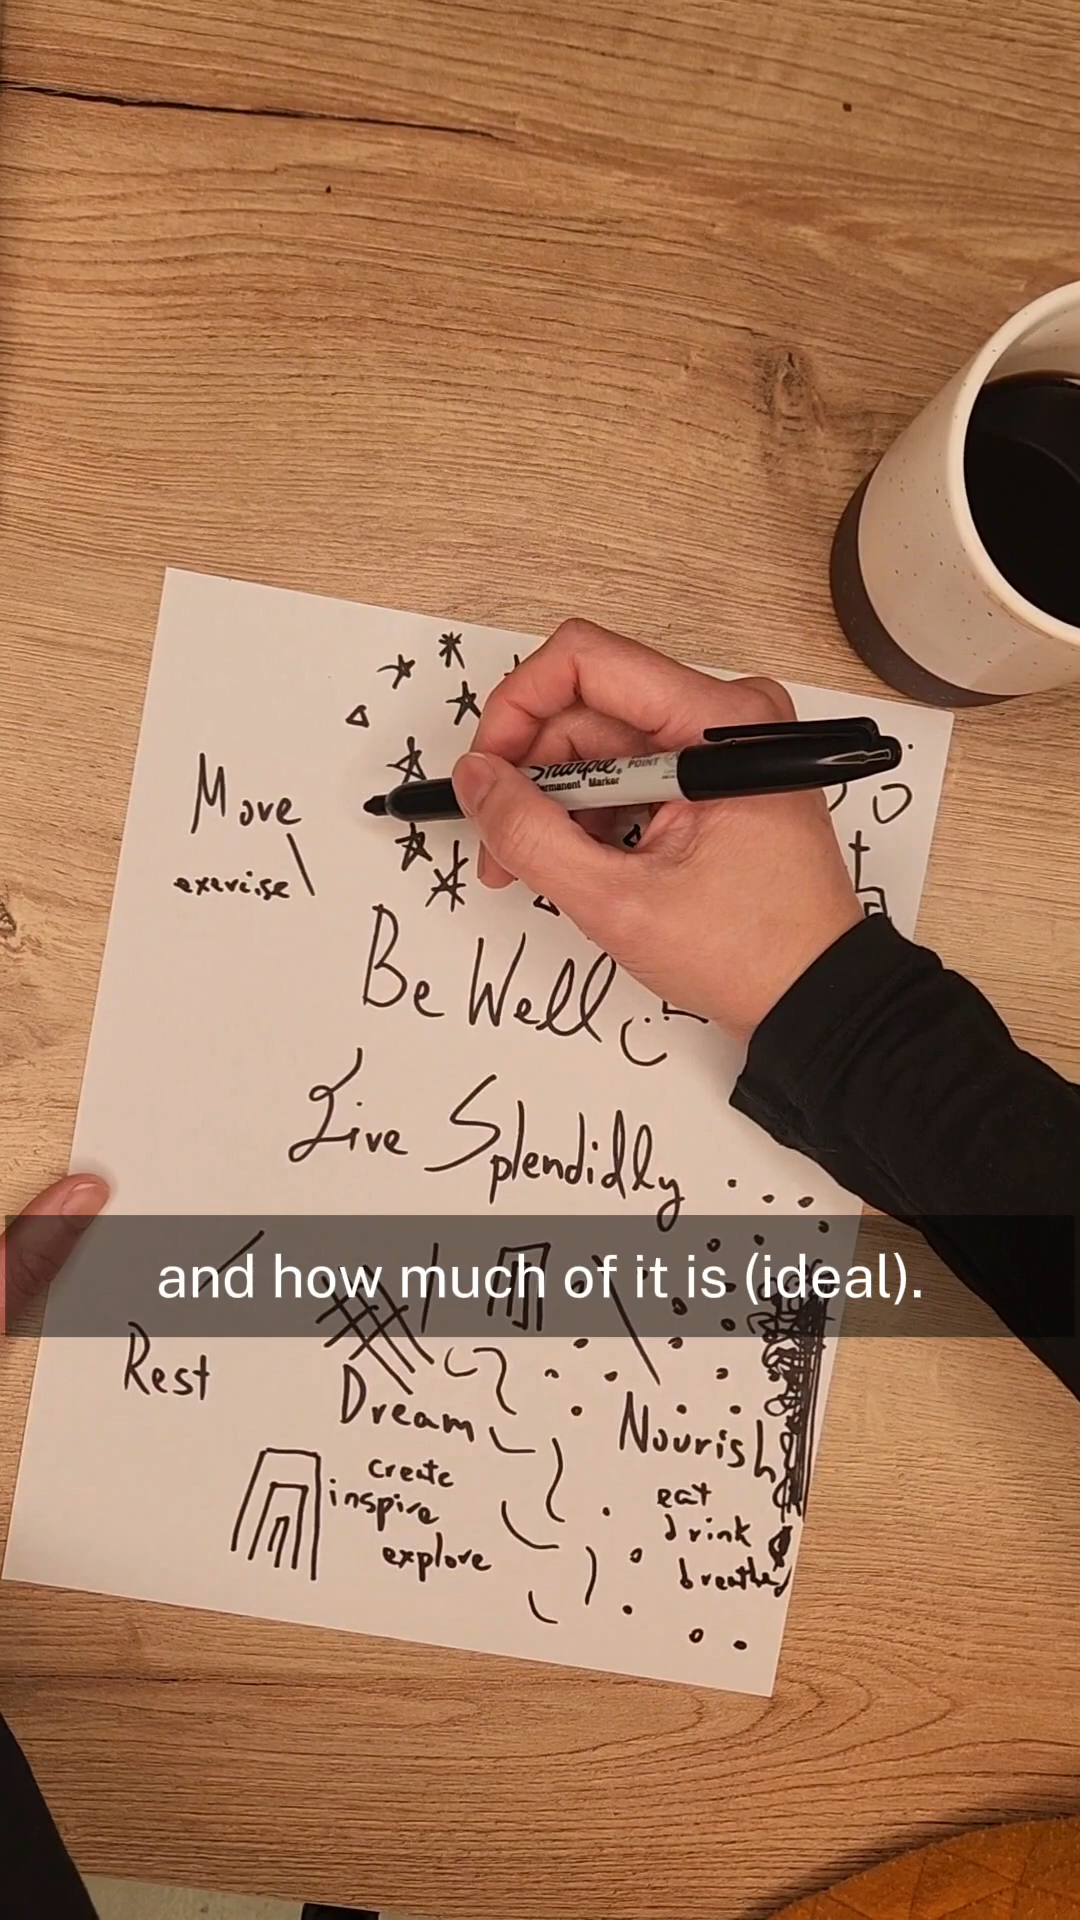 Sharpie
POINT
Permanent Marker
Move
exercise
Be Well
Live Splendidly
and how much of it is (ideal).
Rest
Dream
create
inspire
explore
Nourish
eat
drink
breathe